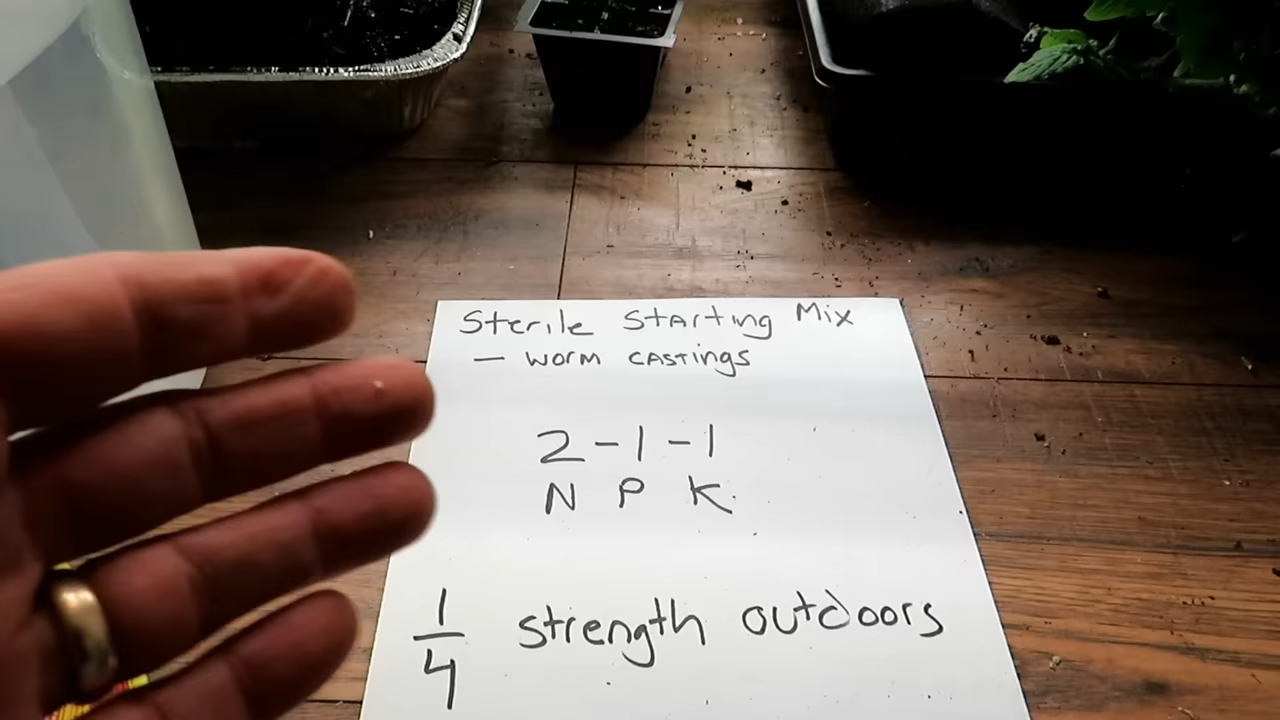 Sterile Starting Mix
— worm castings
2-1-1
N P K
1/4 strength outdoors